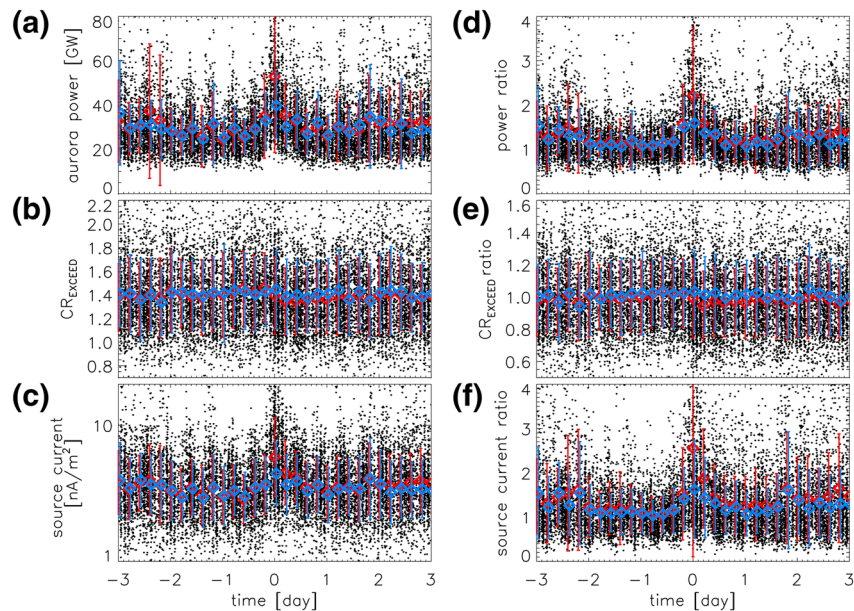 (a)
aurora power [GW]
80
60
40
20
0
(d)
power ratio
4
3
2
1
0
(b)
CR_EXCEED
2.2
2.0
1.8
1.6
1.4
1.2
1.0
0.8
(e)
CR_EXCEED ratio
1.6
1.4
1.2
1.0
0.8
0.6
(c)
source current
[nA/m²]
10
1
-3 -2 -1 0 1 2 3
time [day]
(f)
source current ratio
4
3
2
1
0
-3 -2 -1 0 1 2 3
time [day]